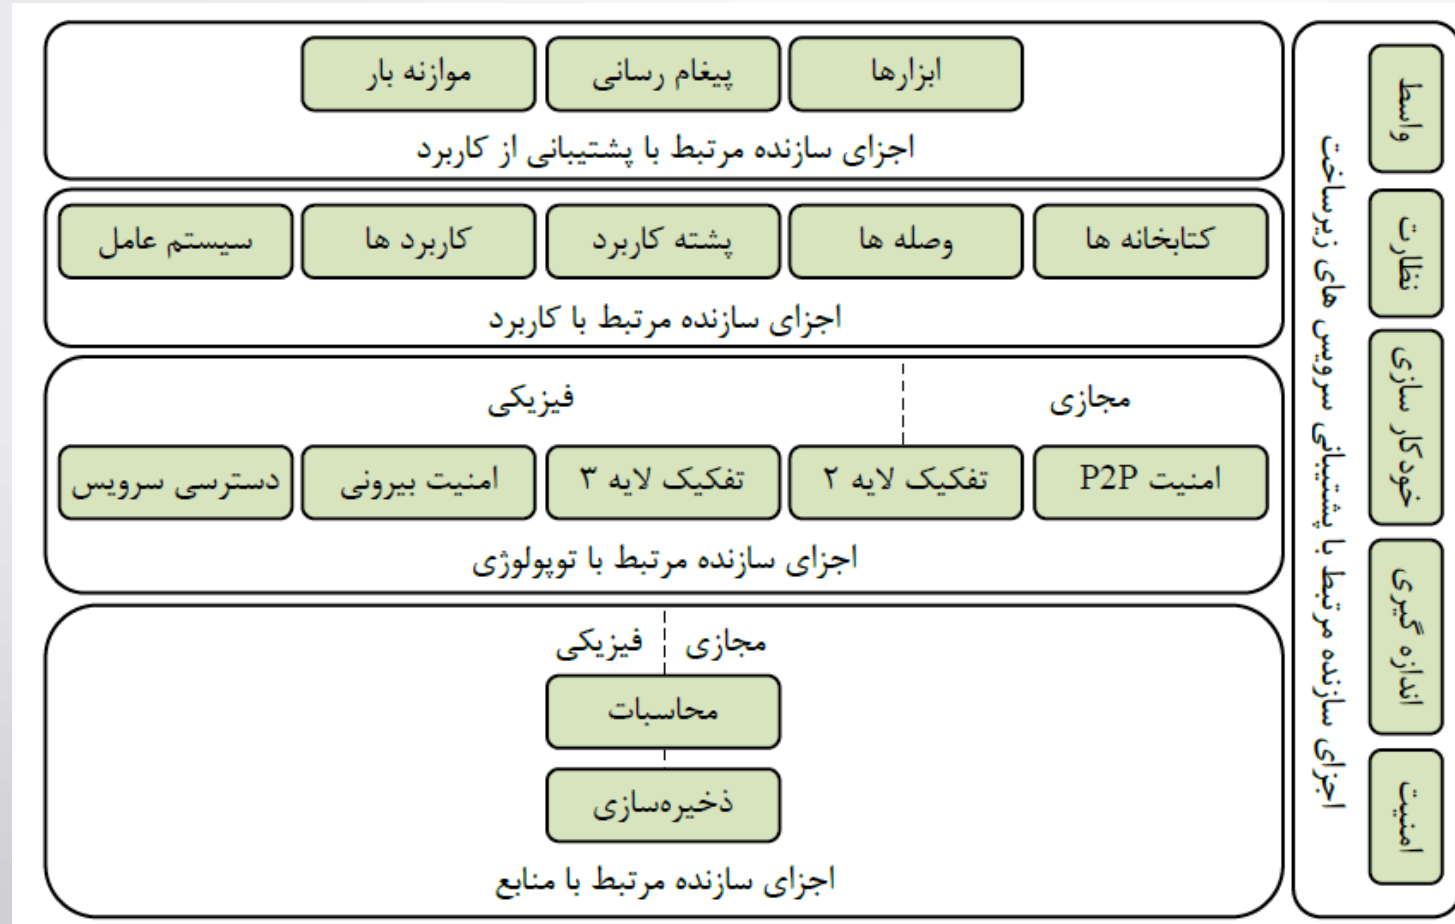 ابزارها
پیغام رسانی
موازنه بار
اجزای سازنده مرتبط با پشتیبانی از کاربرد
کتابخانه ها
وصله ها
پشته کاربرد
کاربرد ها
سیستم عامل
اجزای سازنده مرتبط با کاربرد
مجازی
فیزیکی
امنیت P2P
تفکیک لایه ۲
تفکیک لایه ۳
امنیت بیرونی
دسترسی سرویس
اجزای سازنده مرتبط با توپولوژی
مجازی
فیزیکی
محاسبات
ذخیره‌سازی
اجزای سازنده مرتبط با منابع
واسط
نظارت
خودکار سازی
اندازه گیری
امنیت
اجزای سازنده مرتبط با پشتیبانی سرویس های زیرساخت